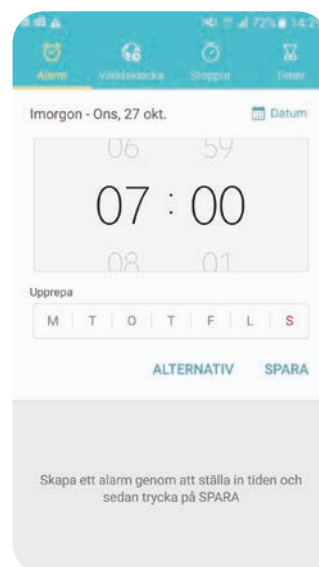 72% 14:29
Alarm Världsklocka Stoppur Timer
Imorgon - Ons, 27 okt. Datum
06 59
07 : 00
08 01
Upprepa
M T O T F L S
ALTERNATIV SPARA
Skapa ett alarm genom att ställa in tiden och
sedan trycka på SPARA